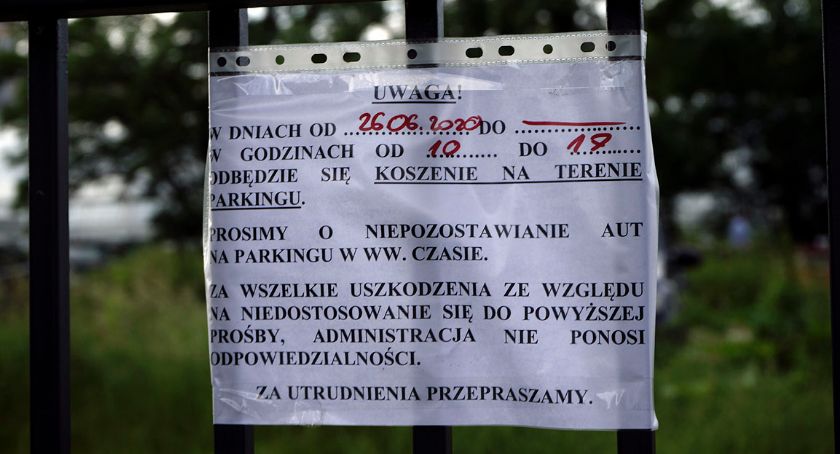 UWAGA!
W DNIACH OD ...26.06.2020 DO ....................
W GODZINACH OD ...10........ DO ...17........
ODBĘDZIE SIĘ KOSZENIE NA TERENIE
PARKINGU.
PROSIMY O NIEPOZOSTAWIANIE AUT
NA PARKINGU W WW. CZASIE.
ZA WSZELKIE USZKODZENIA ZE WZGLĘDU
NA NIEDOSTOSOWANIE SIĘ DO POWYŻSZEJ
PROŚBY, ADMINISTRACJA NIE PONOSI
ODPOWIEDZIALNOŚCI.
ZA UTRUDNIENIA PRZEPRASZAMY.